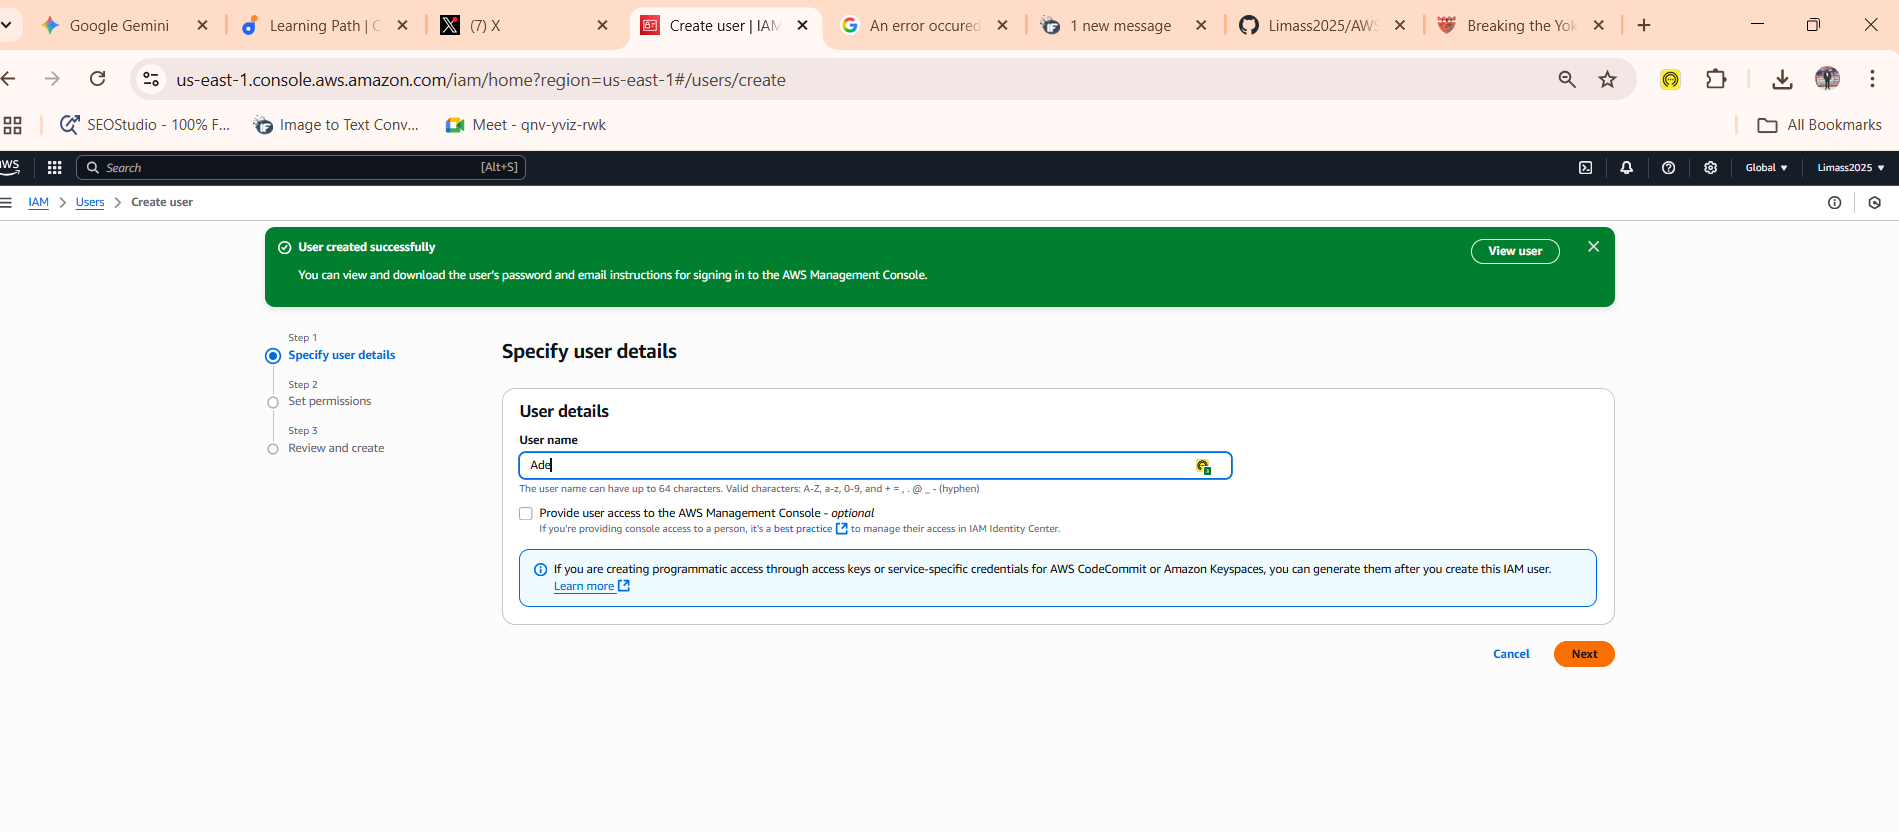 Google Gemini
Learning Path | C
(7) X
Create user | IAM
An error occured
1 new message
Limass2025/AWS
Breaking the Yok
us-east-1.console.aws.amazon.com/iam/home?region=us-east-1#/users/create
SEOStudio - 100% F...
Image to Text Conv...
Meet - qnv-yviz-rwk
All Bookmarks
aws
Search
[Alt+S]
Global
Limass2025
IAM
Users
Create user
User created successfully
View user
You can view and download the user's password and email instructions for signing in to the AWS Management Console.
Step 1
Specify user details
Step 2
Set permissions
Step 3
Review and create
Specify user details
User details
User name
Ade
The user name can have up to 64 characters. Valid characters: A-Z, a-z, 0-9, and + = , . @ _ - (hyphen)
Provide user access to the AWS Management Console - optional
If you're providing console access to a person, it's a best practice to manage their access in IAM Identity Center.
If you are creating programmatic access through access keys or service-specific credentials for AWS CodeCommit or Amazon Keyspaces, you can generate them after you create this IAM user.
Learn more
Cancel
Next